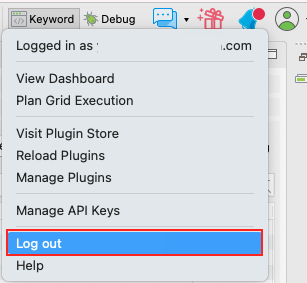 Keyword Debug
Logged in as .com
View Dashboard
Plan Grid Execution
Visit Plugin Store
Reload Plugins
Manage Plugins
Manage API Keys
Log out
Help